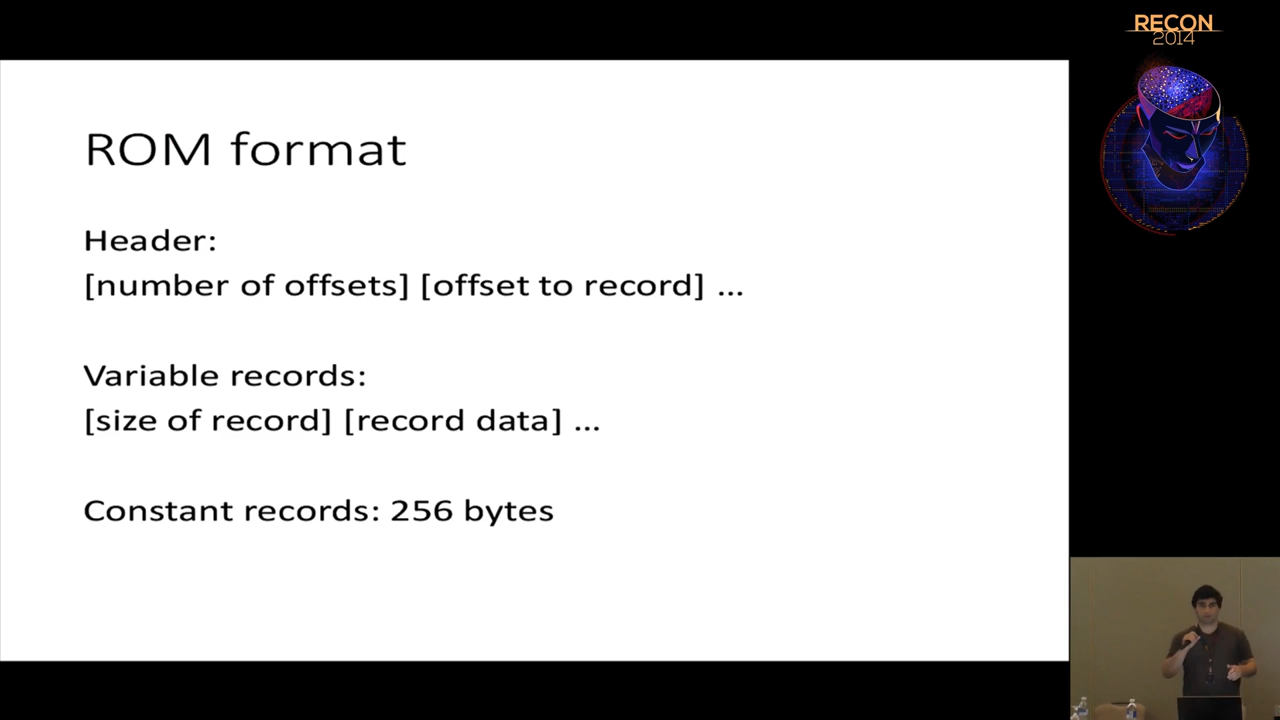 RECON
2014
ROM format
Header:
[number of offsets] [offset to record] ...
Variable records:
[size of record] [record data] ...
Constant records: 256 bytes